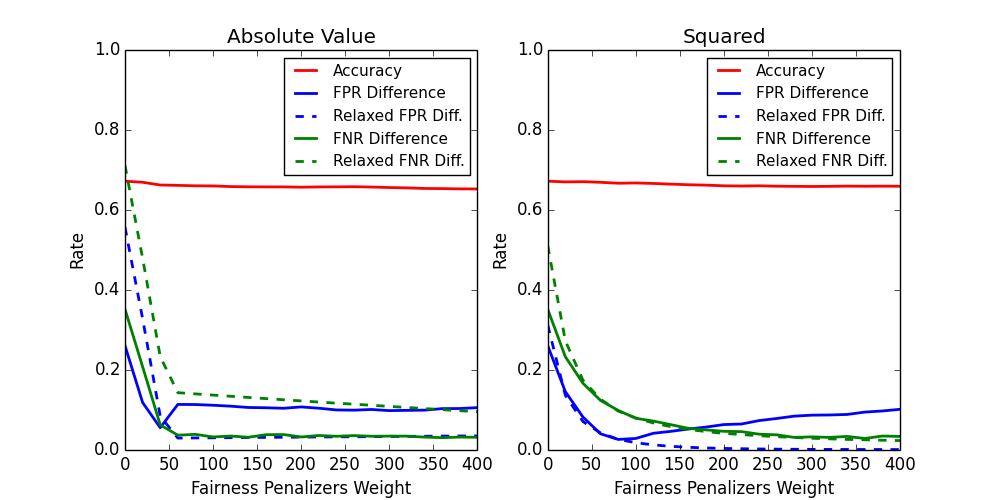 Absolute Value
1.0
0.8
0.6
0.4
0.2
0.0
Rate
0 50 100 150 200 250 300 350 400
Fairness Penalizers Weight
Accuracy
FPR Difference
Relaxed FPR Diff.
FNR Difference
Relaxed FNR Diff.
Squared
1.0
0.8
0.6
0.4
0.2
0.0
Rate
0 50 100 150 200 250 300 350 400
Fairness Penalizers Weight
Accuracy
FPR Difference
Relaxed FPR Diff.
FNR Difference
Relaxed FNR Diff.